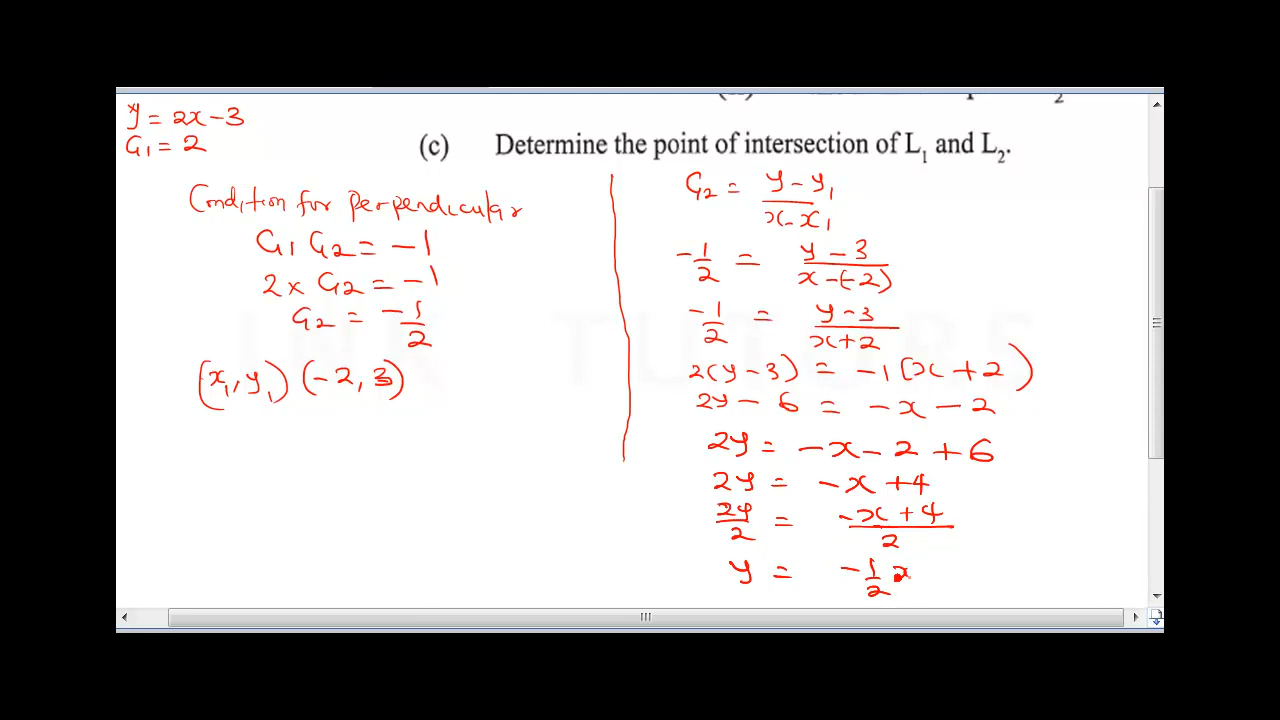 y = 2x - 3
G₁ = 2
(c) Determine the point of intersection of L₁ and L₂.
Condition for perpendicular
G₁ G₂ = -1
2 x G₂ = -1
G₂ = -1/2
(x₁, y₁) (-2, 3)
G₂ = y - y₁ / x - x₁
-1/2 = y - 3 / x - (-2)
-1/2 = y - 3 / x + 2
2(y - 3) = -1(x + 2)
2y - 6 = -x - 2
2y = -x - 2 + 6
2y = -x + 4
2y/2 = -x + 4 / 2
y = -1/2 x